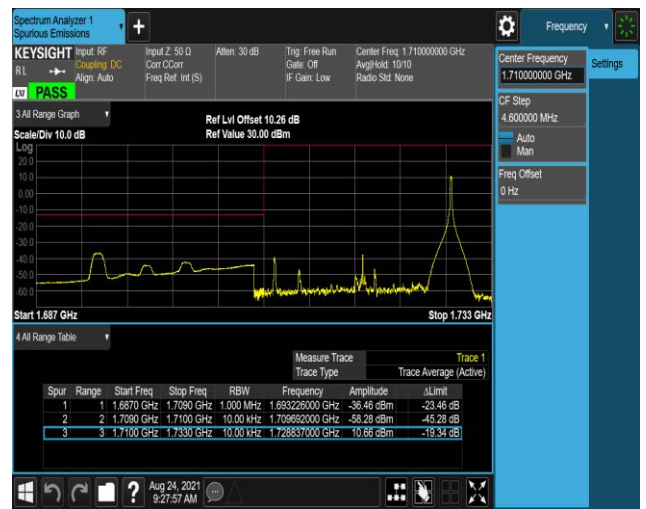 Spectrum Analyzer 1
Spurious Emissions
Frequency
KEYSIGHT
Input: RF
Input Z: 50 Ω
Atten: 30 dB
Trig: Free Run
Center Freq: 1.710000000 GHz
RL
Coupling: DC
Corr CCorr
Gate: Off
Avg|Hold: 10/10
Align: Auto
Freq Ref: Int (S)
IF Gain: Low
Radio Std: None
LXI PASS
Center Frequency
1.710000000 GHz
Settings
CF Step
4.600000 MHz
Auto
Man
Freq Offset
0 Hz
3 All Range Graph
Ref Lvl Offset 10.26 dB
Scale/Div 10.0 dB
Ref Value 30.00 dBm
Log
20.0
10.0
0.00
-10.0
-20.0
-30.0
-40.0
-50.0
-60.0
Start 1.687 GHz
Stop 1.733 GHz
4 All Range Table
Measure Trace Trace 1
Trace Type Trace Average (Active)
Spur Range Start Freq Stop Freq RBW Frequency Amplitude ΔLimit
1 1 1.6870 GHz 1.7090 GHz 1.000 MHz 1.693226000 GHz -36.46 dBm -23.46 dB
2 2 1.7090 GHz 1.7100 GHz 10.00 kHz 1.709692000 GHz -58.28 dBm -45.28 dB
3 3 1.7100 GHz 1.7330 GHz 10.00 kHz 1.728837000 GHz 10.66 dBm -19.34 dB
?
Aug 24, 2021
9:27:57 AM